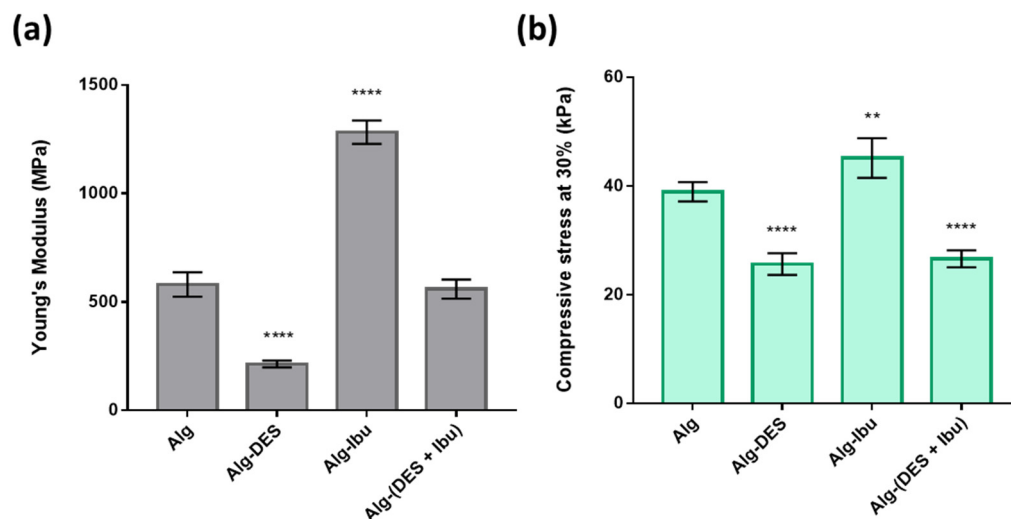 (a)
Young's Modulus (MPa)
1500
1000
500
0
****
****
Alg
Alg-DES
Alg-Ibu
Alg-(DES + Ibu)
(b)
Compressive stress at 30% (kPa)
60
40
20
0
****
**
****
Alg
Alg-DES
Alg-Ibu
Alg-(DES + Ibu)